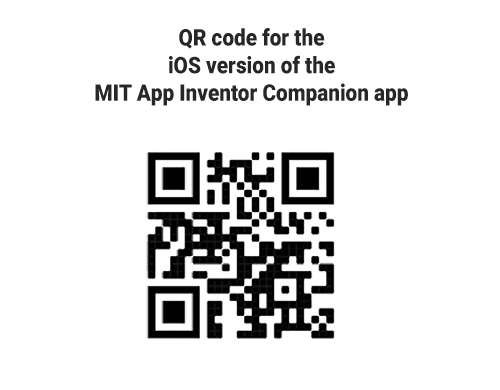 QR code for the
iOS version of the
MIT App Inventor Companion app